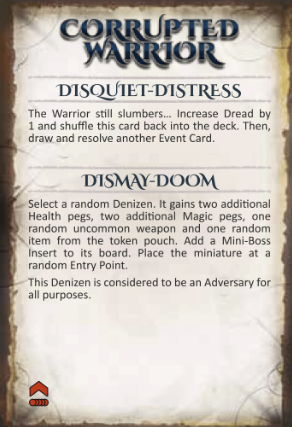 CORRUPTED
WARRIOR
DISQUIET-DISTRESS
The Warrior still slumbers... Increase Dread by
1 and shuffle this card back into the deck. Then,
draw and resolve another Event Card.
DISMAY-DOOM
Select a random Denizen. It gains two additional
Health pegs, two additional Magic pegs, one
random uncommon weapon and one random
item from the token pouch. Add a Mini-Boss
Insert to its board. Place the miniature at a
random Entry Point.
This Denizen is considered to be an Adversary for
all purposes.